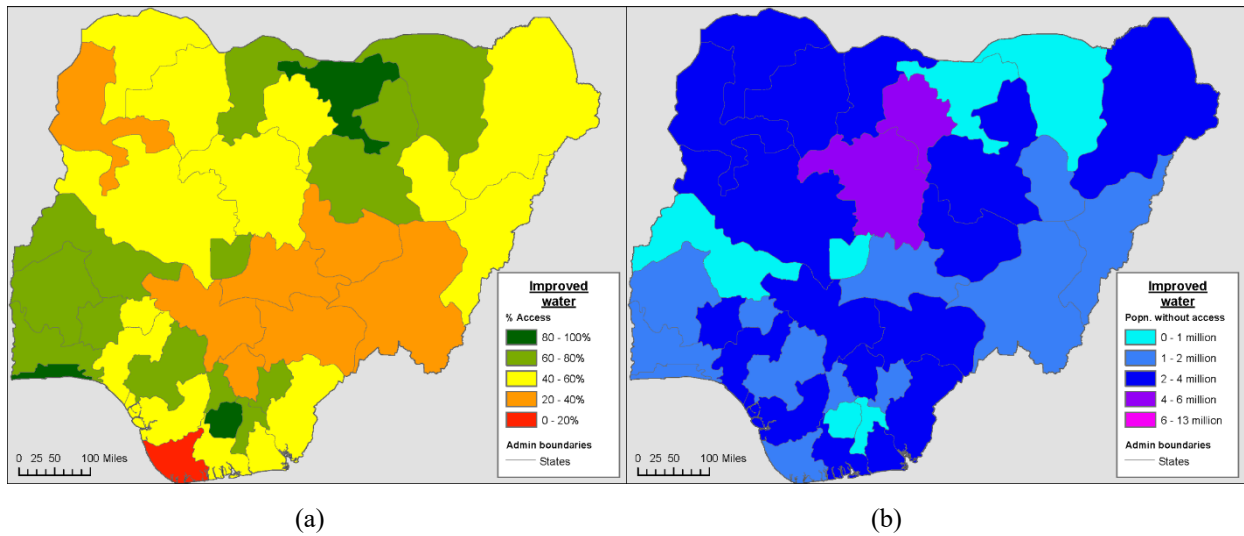 Improved
water
% Access
80 - 100%
60 - 80%
40 - 60%
20 - 40%
0 - 20%
Admin boundaries
States
0 25 50 100 Miles
Improved
water
Popn. without access
0 - 1 million
1 - 2 million
2 - 4 million
4 - 6 million
6 - 13 million
Admin boundaries
States
0 25 50 100 Miles
(a)
(b)